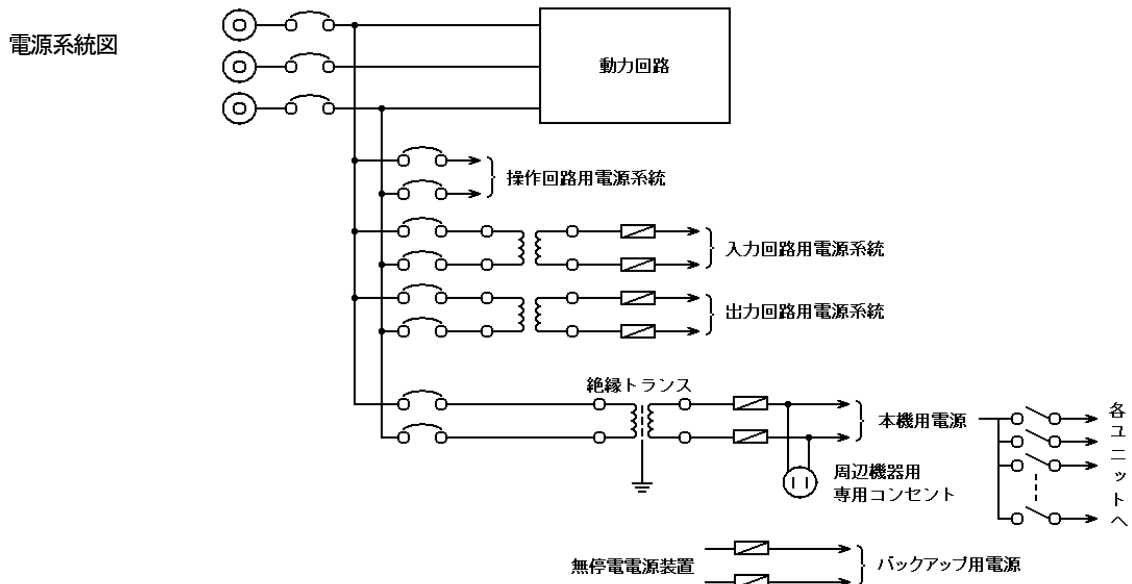 電源系統図
動力回路
操作回路用電源系統
入力回路用電源系統
出力回路用電源系統
絶縁トランス
本機用電源
各ユニットへ
周辺機器用
専用コンセント
無停電電源装置
バックアップ用電源